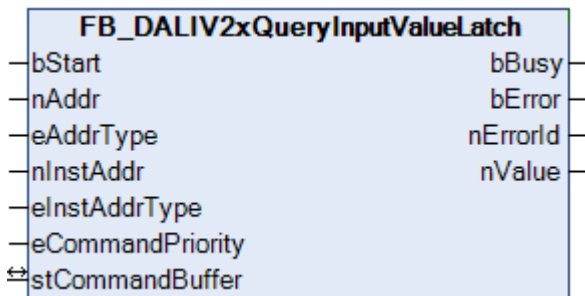 FB_DALIV2xQueryInputValueLatch
bStart bBusy
nAddr bError
eAddrType nErrorId
nInstAddr nValue
eInstAddrType
eCommandPriority
stCommandBuffer